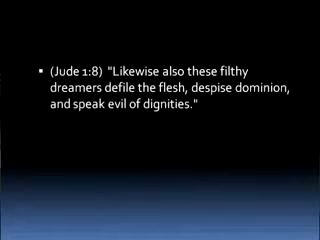 ▪ (Jude 1:8)  "Likewise also these filthy
dreamers defile the flesh, despise dominion,
and speak evil of dignities."